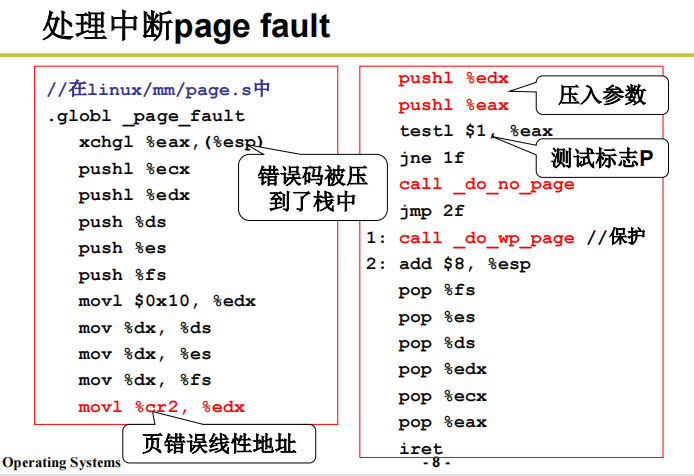 处理中断page fault
//在linux/mm/page.s中
.globl _page_fault
xchgl %eax,(%esp)
pushl %ecx
pushl %edx
push %ds
push %es
push %fs
movl $0x10, %edx
mov %dx, %ds
mov %dx, %es
mov %dx, %fs
movl %cr2, %edx
错误码被压
到了栈中
页错误线性地址
pushl %edx
pushl %eax
testl $1, %eax
jne 1f
call _do_no_page
jmp 2f
1: call _do_wp_page //保护
2: add $8, %esp
pop %fs
pop %es
pop %ds
pop %edx
pop %ecx
pop %eax
iret
压入参数
测试标志P
Operating Systems
- 8 -